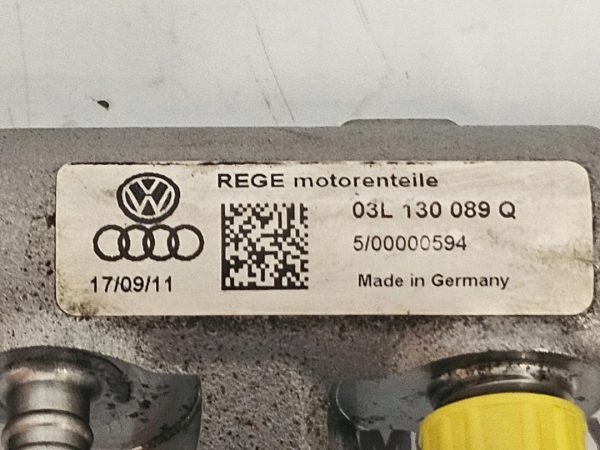 REGE motorenteile
03L 130 089 Q
5/00000594
17/09/11
Made in Germany